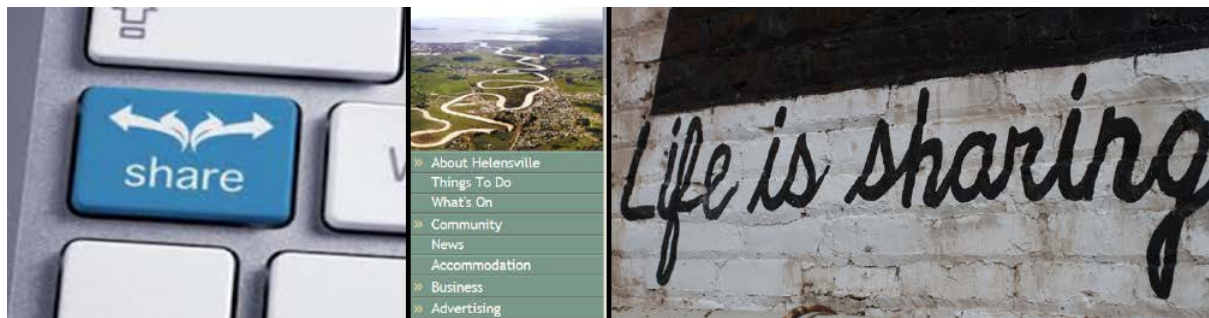 share
About Helensville
Things To Do
What's On
Community
News
Accommodation
Business
Advertising
Life is sharing